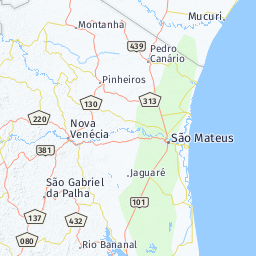 Mucuri
Montanha
439
Pedro
Canário
Pinheiros
130
313
220
Nova
Venécia
São Mateus
381
São Gabriel
da Palha
Jaguaré
101
137
432
080
Rio Bananal